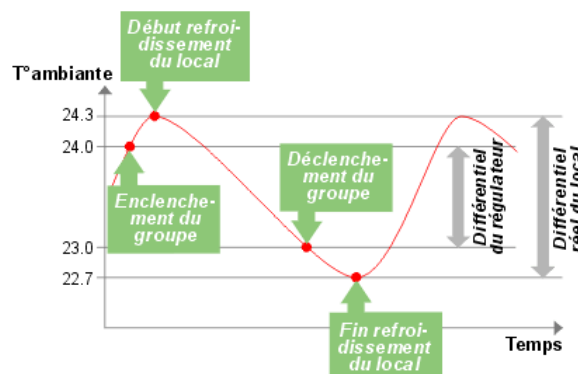 Début refroi-
dissement
du local
T°ambiante
24.3
24.0
Déclenche-
ment du
groupe
Enclenche-
ment du
groupe
Différentiel
du régulateur
Différentiel
réel du local
23.0
22.7
Fin refroi-
dissement
du local
Temps